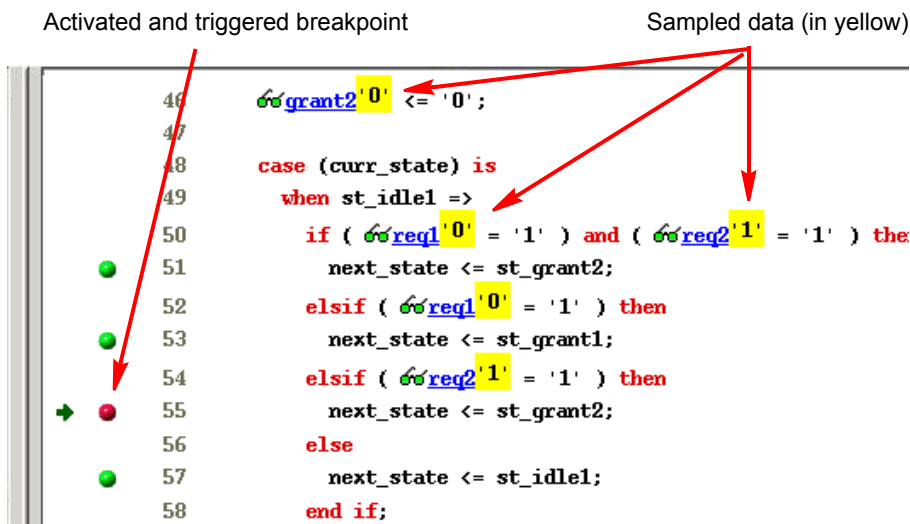 Activated and triggered breakpoint Sampled data (in yellow)
46 grant2'0' <= '0';
47
48 case (curr_state) is
49 when st_idle1 =>
50 if ( req1'0' = '1' ) and ( req2'1' = '1' ) the
51 next_state <= st_grant2;
52 elsif ( req1'0' = '1' ) then
53 next_state <= st_grant1;
54 elsif ( req2'1' = '1' ) then
55 next_state <= st_grant2;
56 else
57 next_state <= st_idle1;
58 end if;